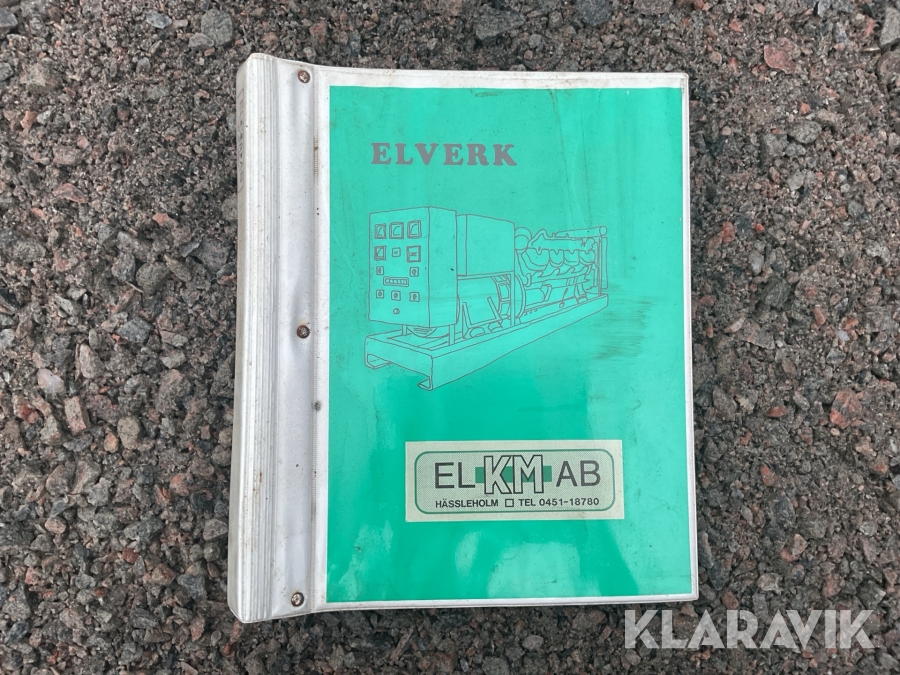 ELVERK
EL KM AB
HÄSSLEHOLM □ TEL 0451-18780
KLARAVIK